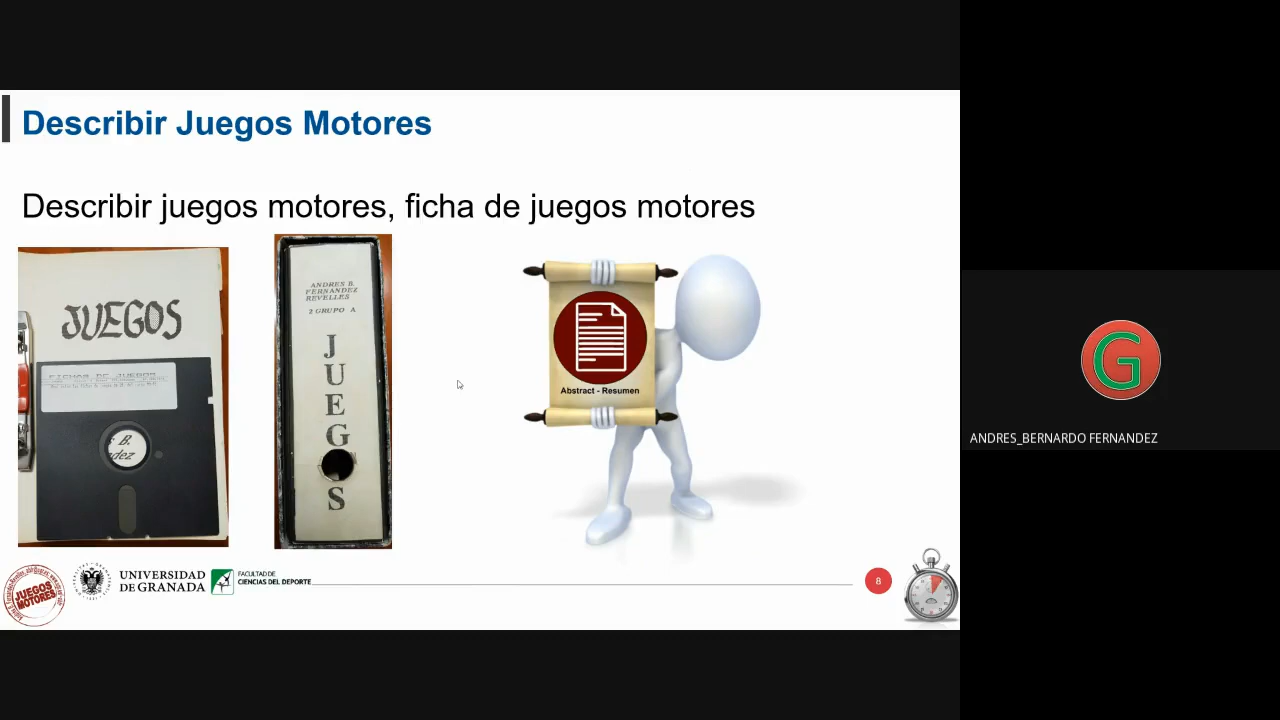 Describir Juegos Motores
Describir juegos motores, ficha de juegos motores
JUEGOS
FICHAS DE JUEGOS
B.
dez
ANDRES B.
FERNANDEZ
REVELLES
2 GRUPO A
JUEGOS
Abstract - Resumen
JUEGOS
MOTORES
UNIVERSIDAD
DE GRANADA
FACULTAD DE
CIENCIAS DEL DEPORTE
8
G
ANDRES_BERNARDO FERNANDEZ